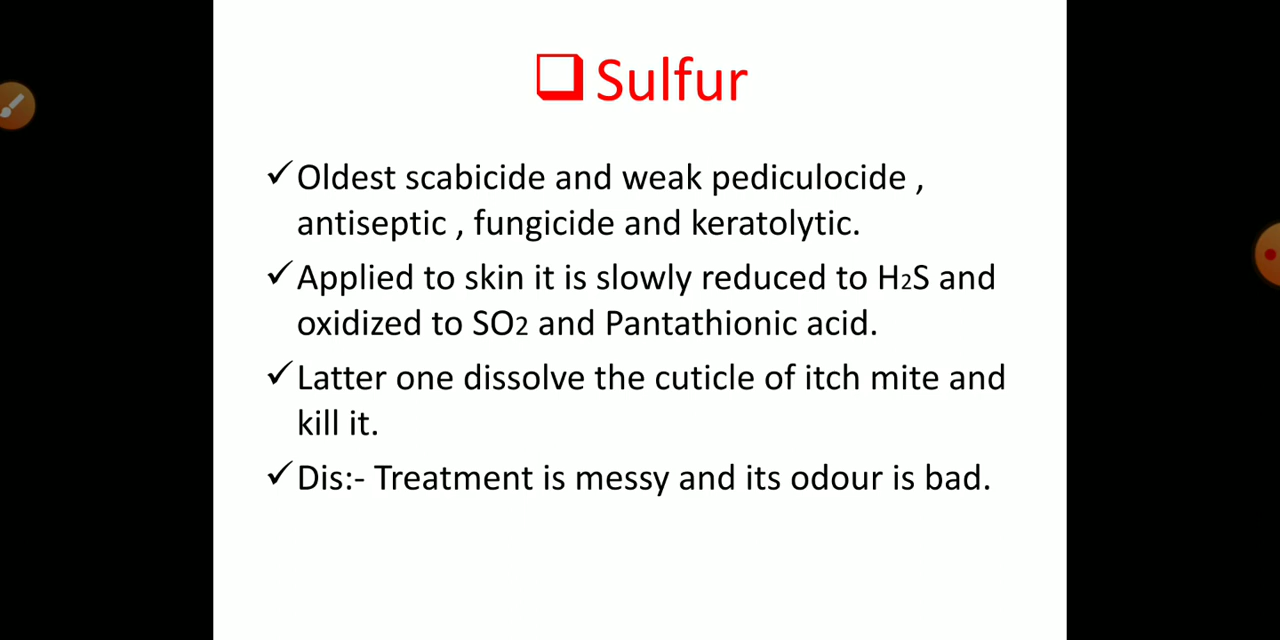 ❑ Sulfur
✓ Oldest scabicide and weak pediculocide ,
antiseptic , fungicide and keratolytic.
✓ Applied to skin it is slowly reduced to H2S and
oxidized to SO2 and Pantathionic acid.
✓ Latter one dissolve the cuticle of itch mite and
kill it.
✓ Dis:- Treatment is messy and its odour is bad.